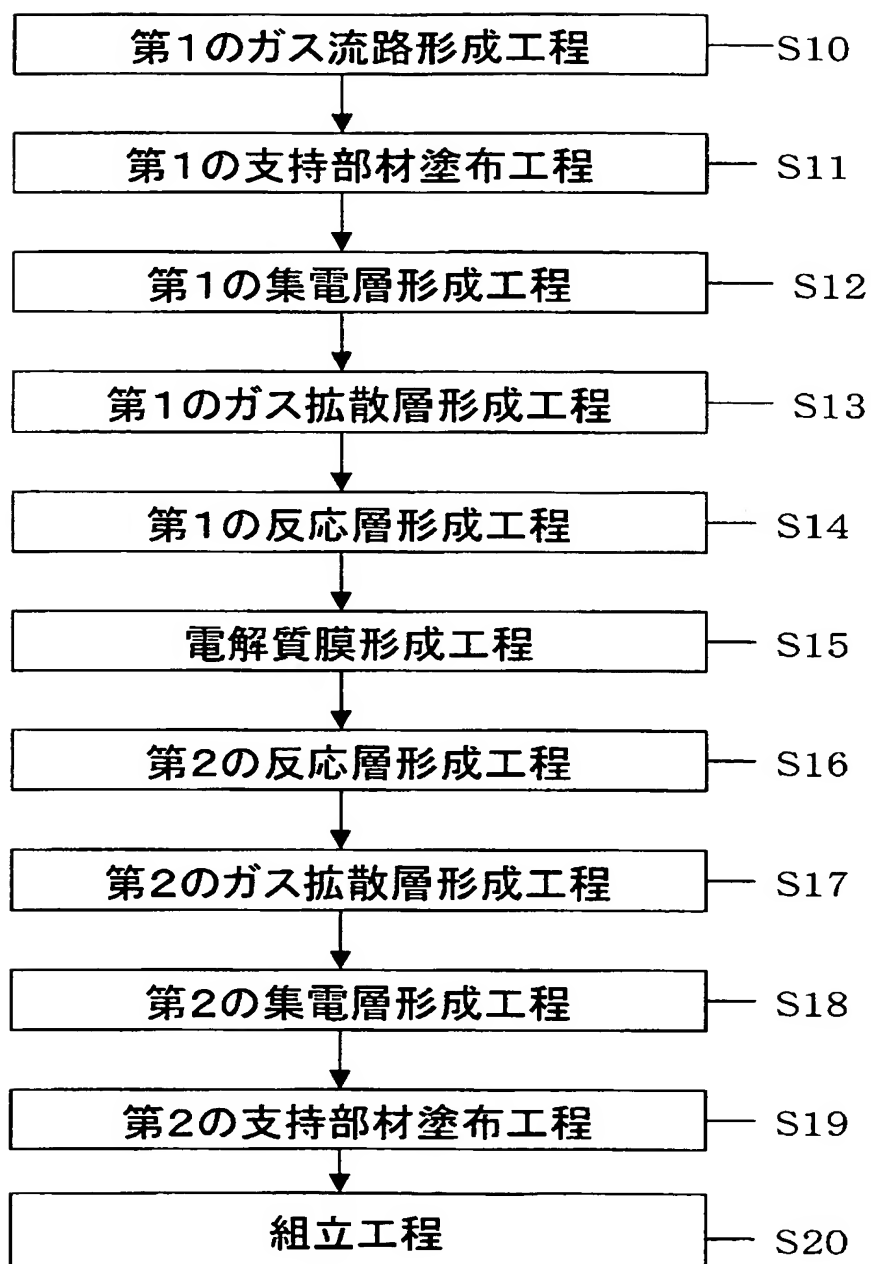 第1のガス流路形成工程 S10
第1の支持部材塗布工程 S11
第1の集電層形成工程 S12
第1のガス拡散層形成工程 S13
第1の反応層形成工程 S14
電解質膜形成工程 S15
第2の反応層形成工程 S16
第2のガス拡散層形成工程 S17
第2の集電層形成工程 S18
第2の支持部材塗布工程 S19
組立工程 S20